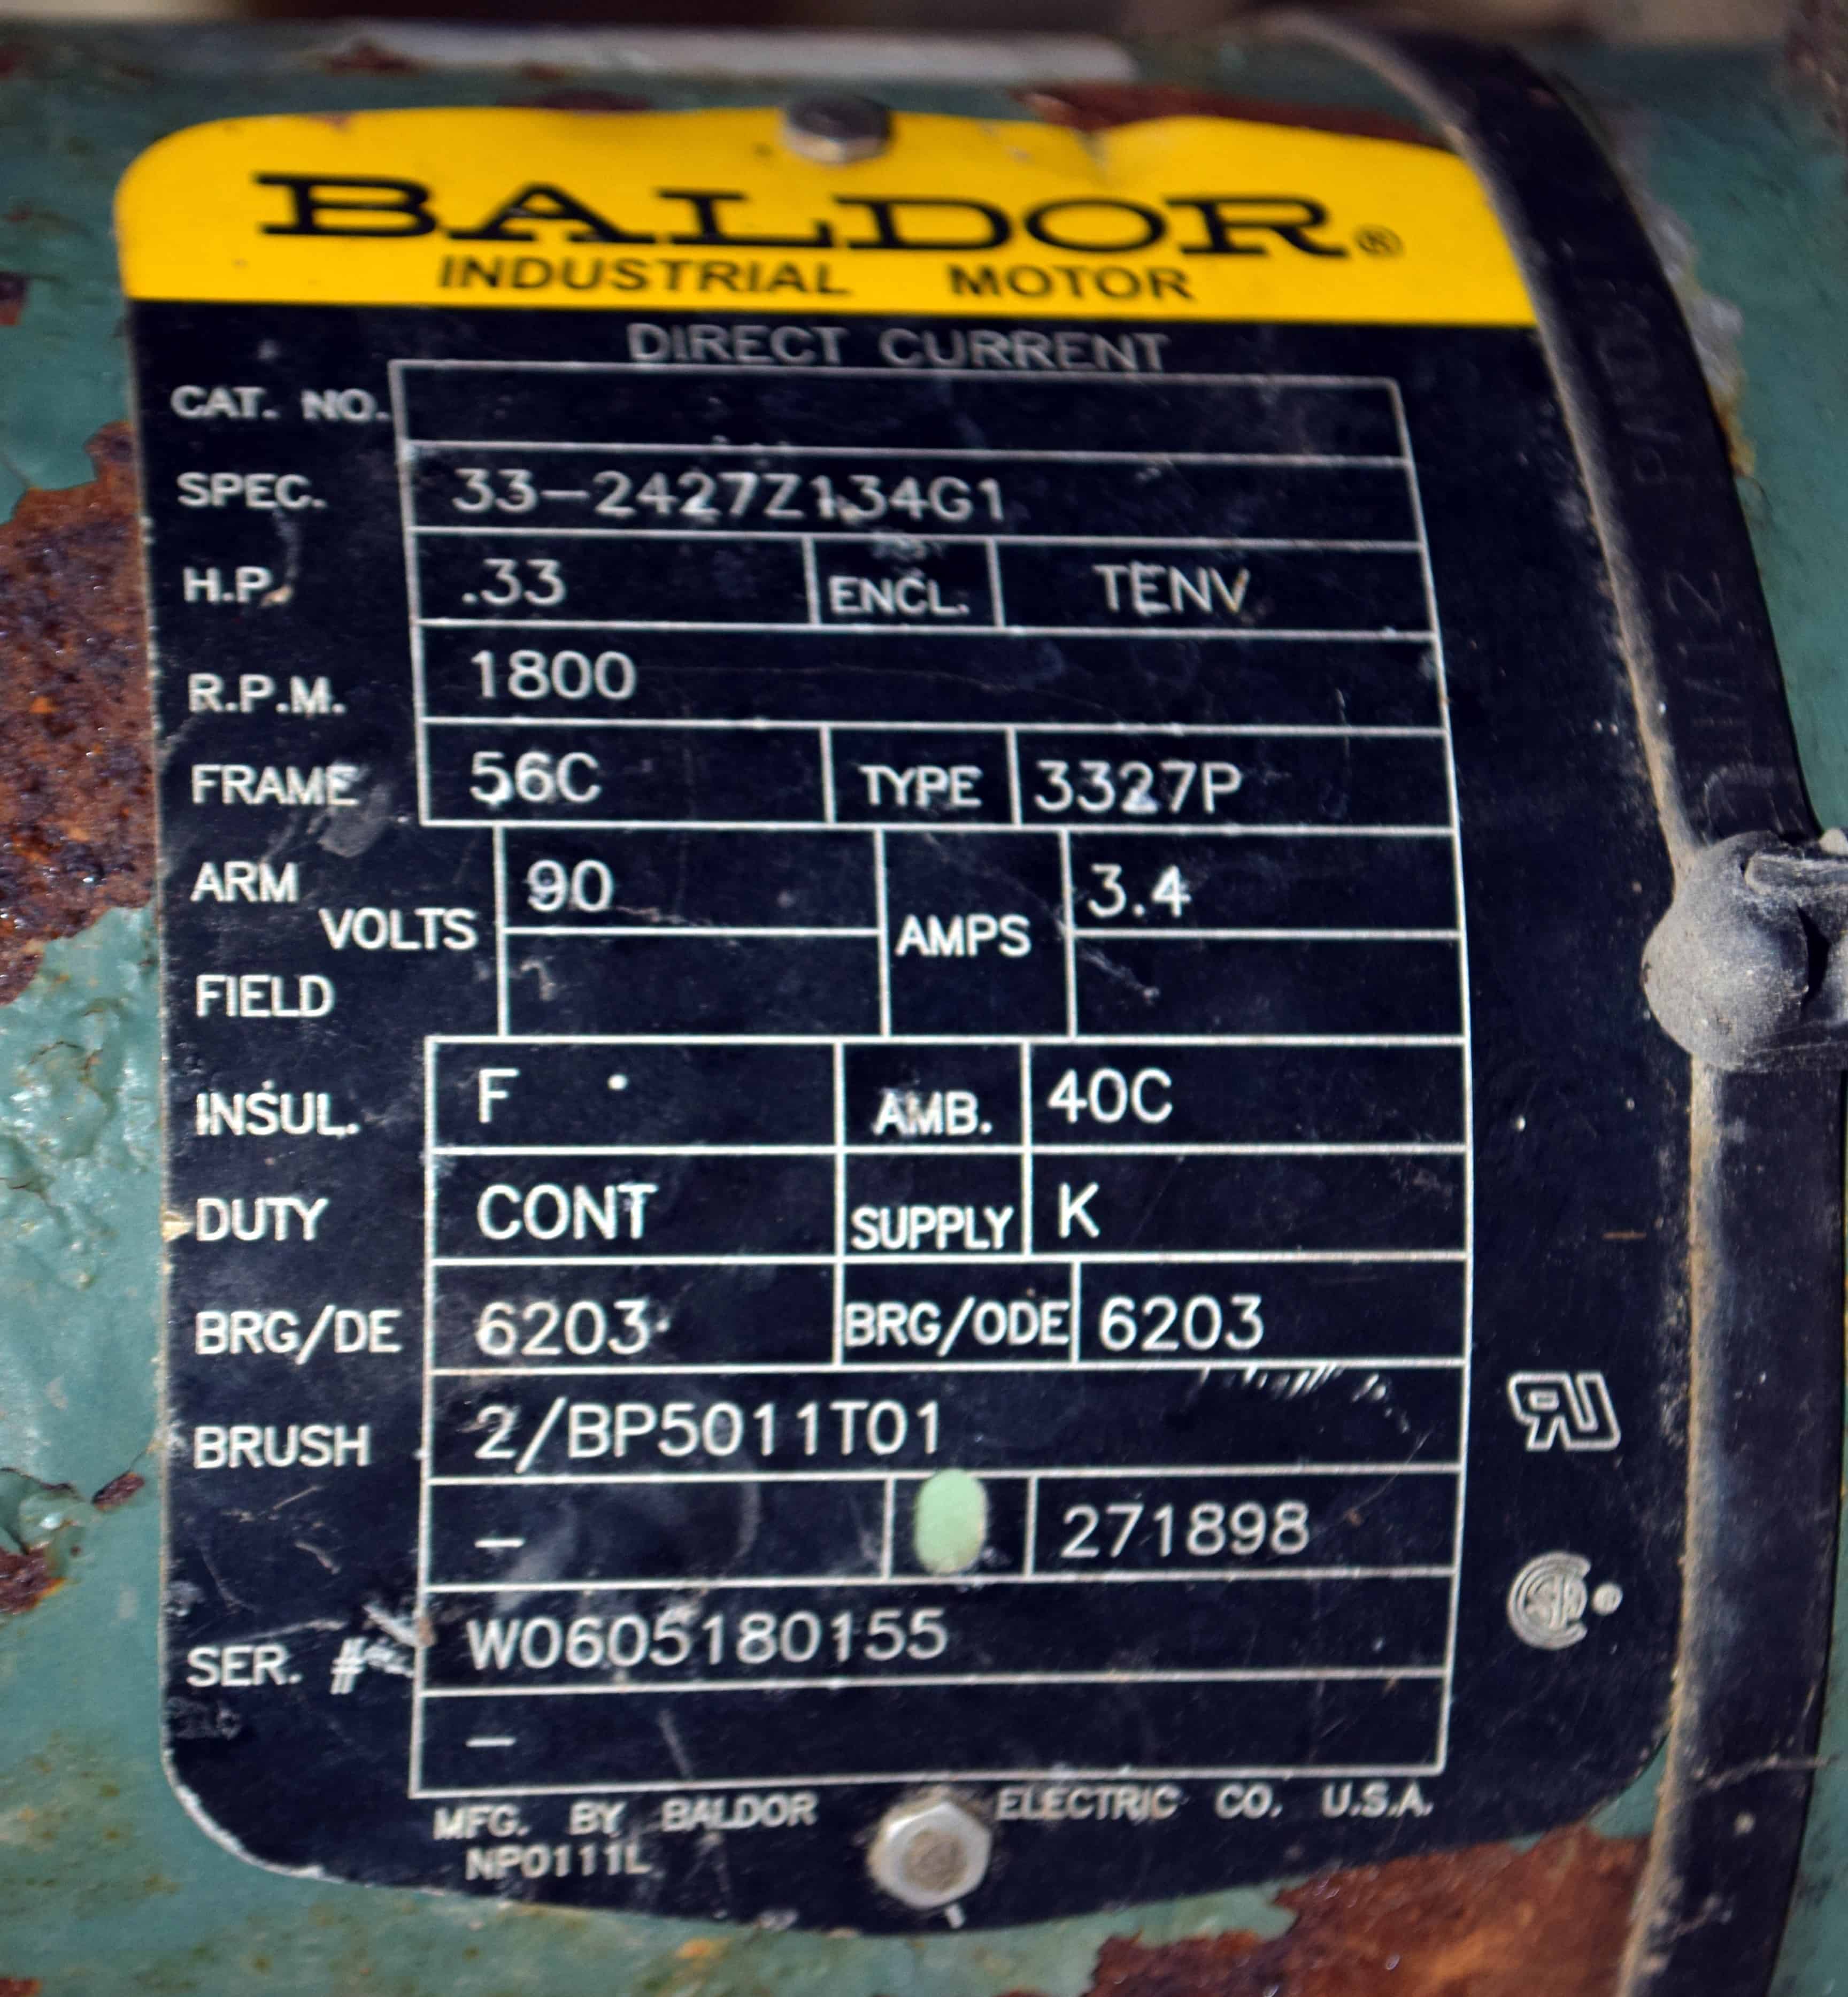 BALDOR®
INDUSTRIAL MOTOR
DIRECT CURRENT
CAT. NO.
SPEC. 33-2427Z134G1
H.P. .33 ENCL. TENV
R.P.M. 1800
FRAME 56C TYPE 3327P
ARM 90 3.4
VOLTS AMPS
FIELD
INSUL. F AMB. 40C
DUTY CONT SUPPLY K
BRG/DE 6203 BRG/ODE 6203
BRUSH 2/BP5011T01
- 271898
SER. # W0605180155
-
MFG. BY BALDOR ELECTRIC CO. U.S.A.
NP0111L